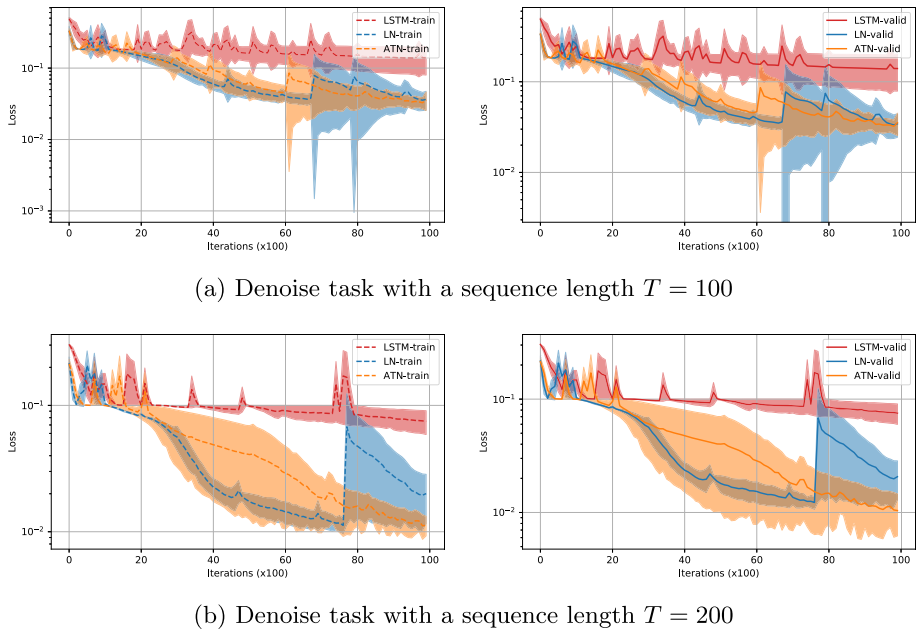 LSTM-train
LN-train
ATN-train
10⁻¹
10⁻²
10⁻³
Loss
0 20 40 60 80 100
Iterations (x100)
LSTM-valid
LN-valid
ATN-valid
10⁻¹
10⁻²
Loss
0 20 40 60 80 100
Iterations (x100)
(a) Denoise task with a sequence length T = 100
LSTM-train
LN-train
ATN-train
10⁻¹
10⁻²
Loss
0 20 40 60 80 100
Iterations (x100)
LSTM-valid
LN-valid
ATN-valid
10⁻¹
10⁻²
Loss
0 20 40 60 80 100
Iterations (x100)
(b) Denoise task with a sequence length T = 200